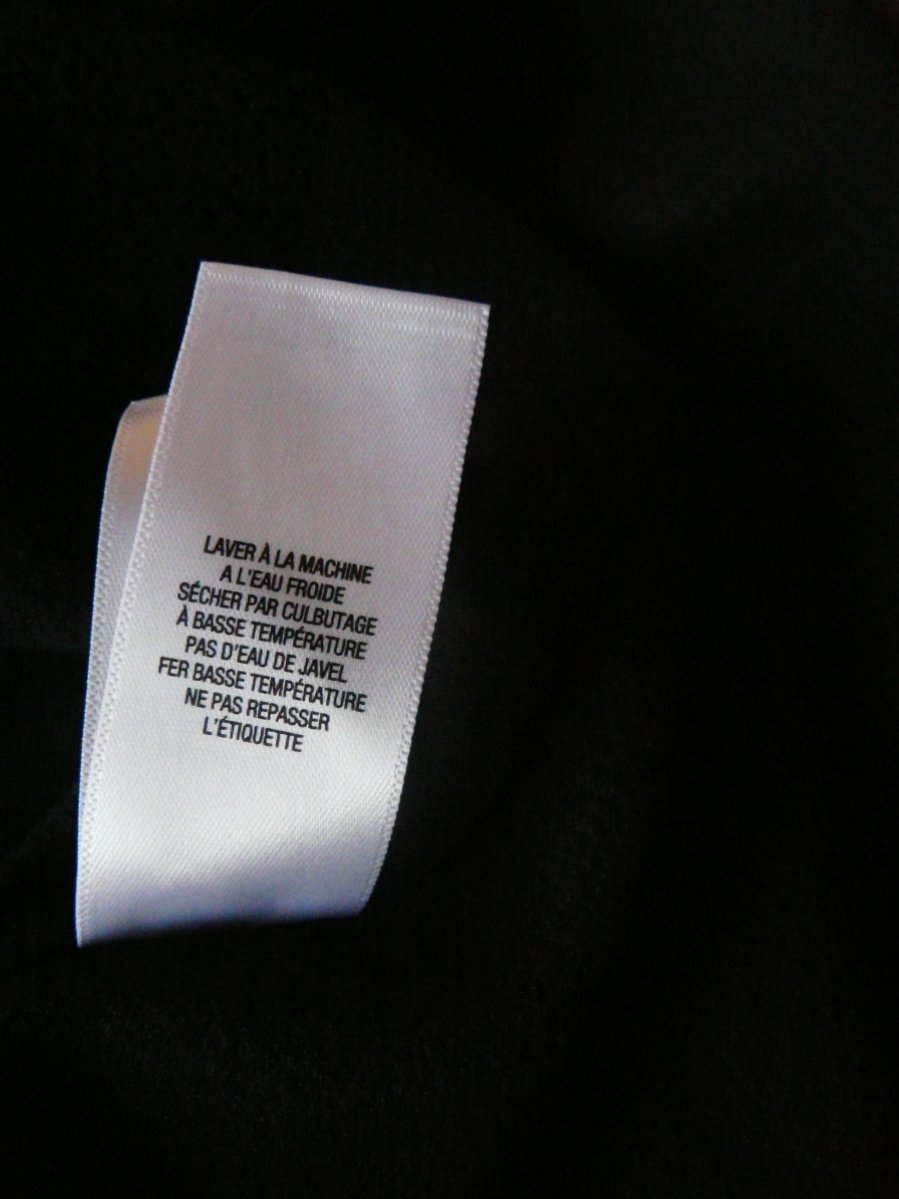 LAVER À LA MACHINE
A L'EAU FROIDE
SÉCHER PAR CULBUTAGE
À BASSE TEMPÉRATURE
PAS D'EAU DE JAVEL
FER BASSE TEMPÉRATURE
NE PAS REPASSER
L'ÉTIQUETTE